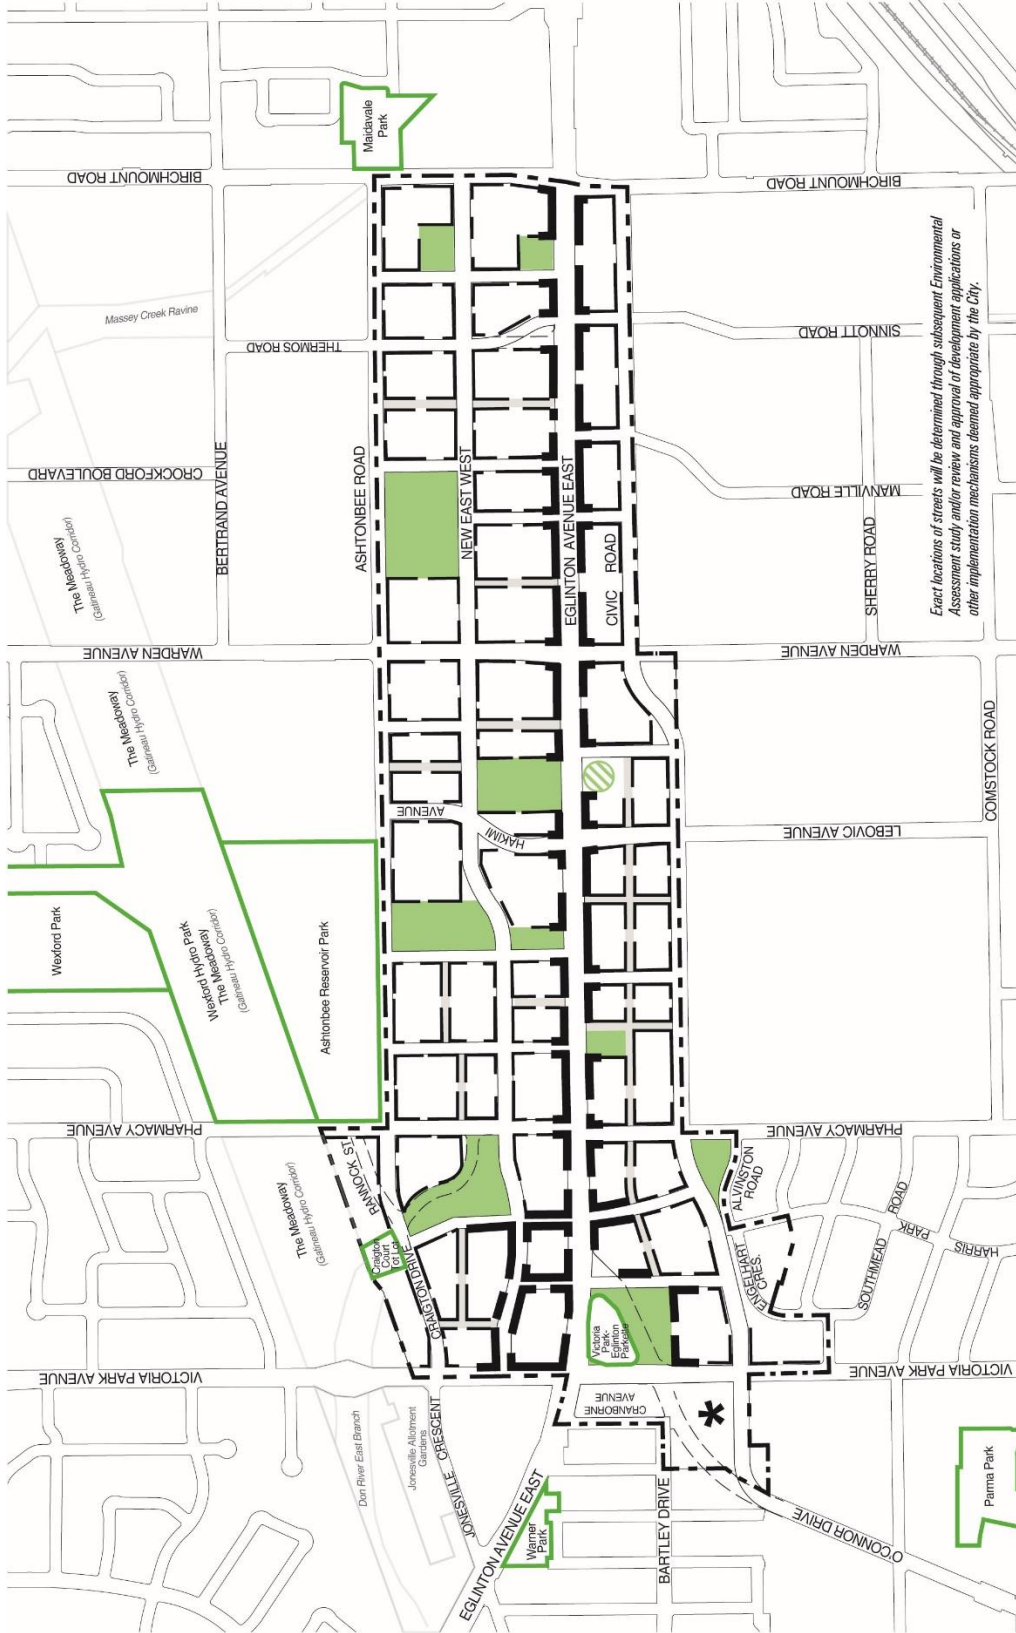 Maidavale
Park
BIRCHMOUNT ROAD
BIRCHMOUNT ROAD
Massey Creek Ravine
THERMOS ROAD
SINNOTT ROAD
Exact locations of streets will be determined through subsequent Environmental
Assessment study and/or review and approval of development applications or
other implementation mechanisms deemed appropriate by the City.
CROCKFORD BOULEVARD
BERTRAND AVENUE
ASHTONBEE ROAD
NEW EAST WEST
EGLINTON AVENUE EAST
CIVIC ROAD
MANVILLE ROAD
SHERRY ROAD
The Meadoway
(Gatineau Hydro Corridor)
WARDEN AVENUE
WARDEN AVENUE
The Meadoway
(Gatineau Hydro Corridor)
COMSTOCK ROAD
HAKIMI
AVENUE
LEBOVIC AVENUE
Wexford Park
Wexford Hydro Park
The Meadoway
(Gatineau Hydro Corridor)
Ashtonbee Reservoir Park
PHARMACY AVENUE
PHARMACY AVENUE
The Meadoway
(Gatineau Hydro Corridor)
RANNOCK ST.
Craigton
Court
Tot Lot
CRAIGTON DRIVE
ALVINSTON
ROAD
ENGELHART
CRES.
SOUTHMEAD
ROAD
PARK
HARRIS
Victoria
Park-
Eglinton
Parkette
VICTORIA PARK AVENUE
VICTORIA PARK AVENUE
CRANBORNE
AVENUE
*
Don River East Branch
Jonesville Allotment
Gardens
JONESVILLE CRESCENT
EGLINTON AVENUE EAST
Warner
Park
BARTLEY DRIVE
O'CONNOR DRIVE
Parma Park